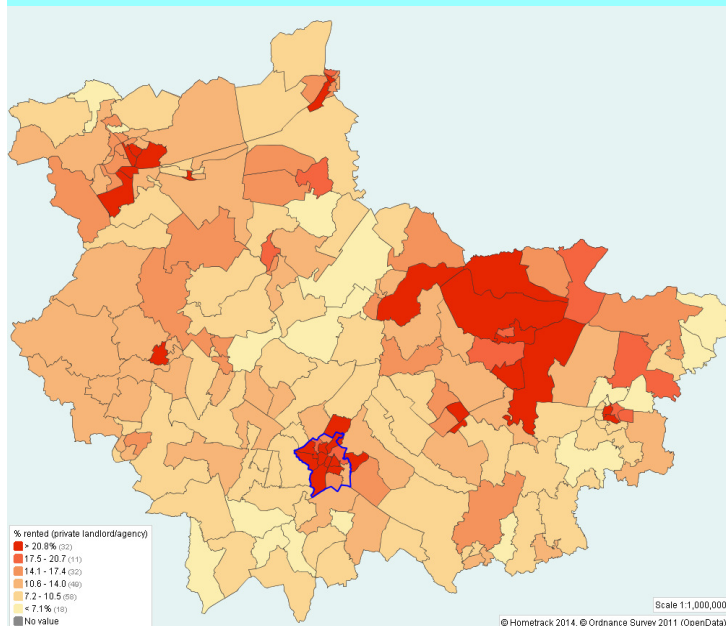 % rented (private landlord/agency)
> 20.8% (32)
17.5 - 20.7 (11)
14.1 - 17.4 (32)
10.6 - 14.0 (49)
7.2 - 10.5 (58)
< 7.1% (18)
No value
Scale 1:1,000,000
© Hometrack 2014, © Ordnance Survey 2011 (OpenData)